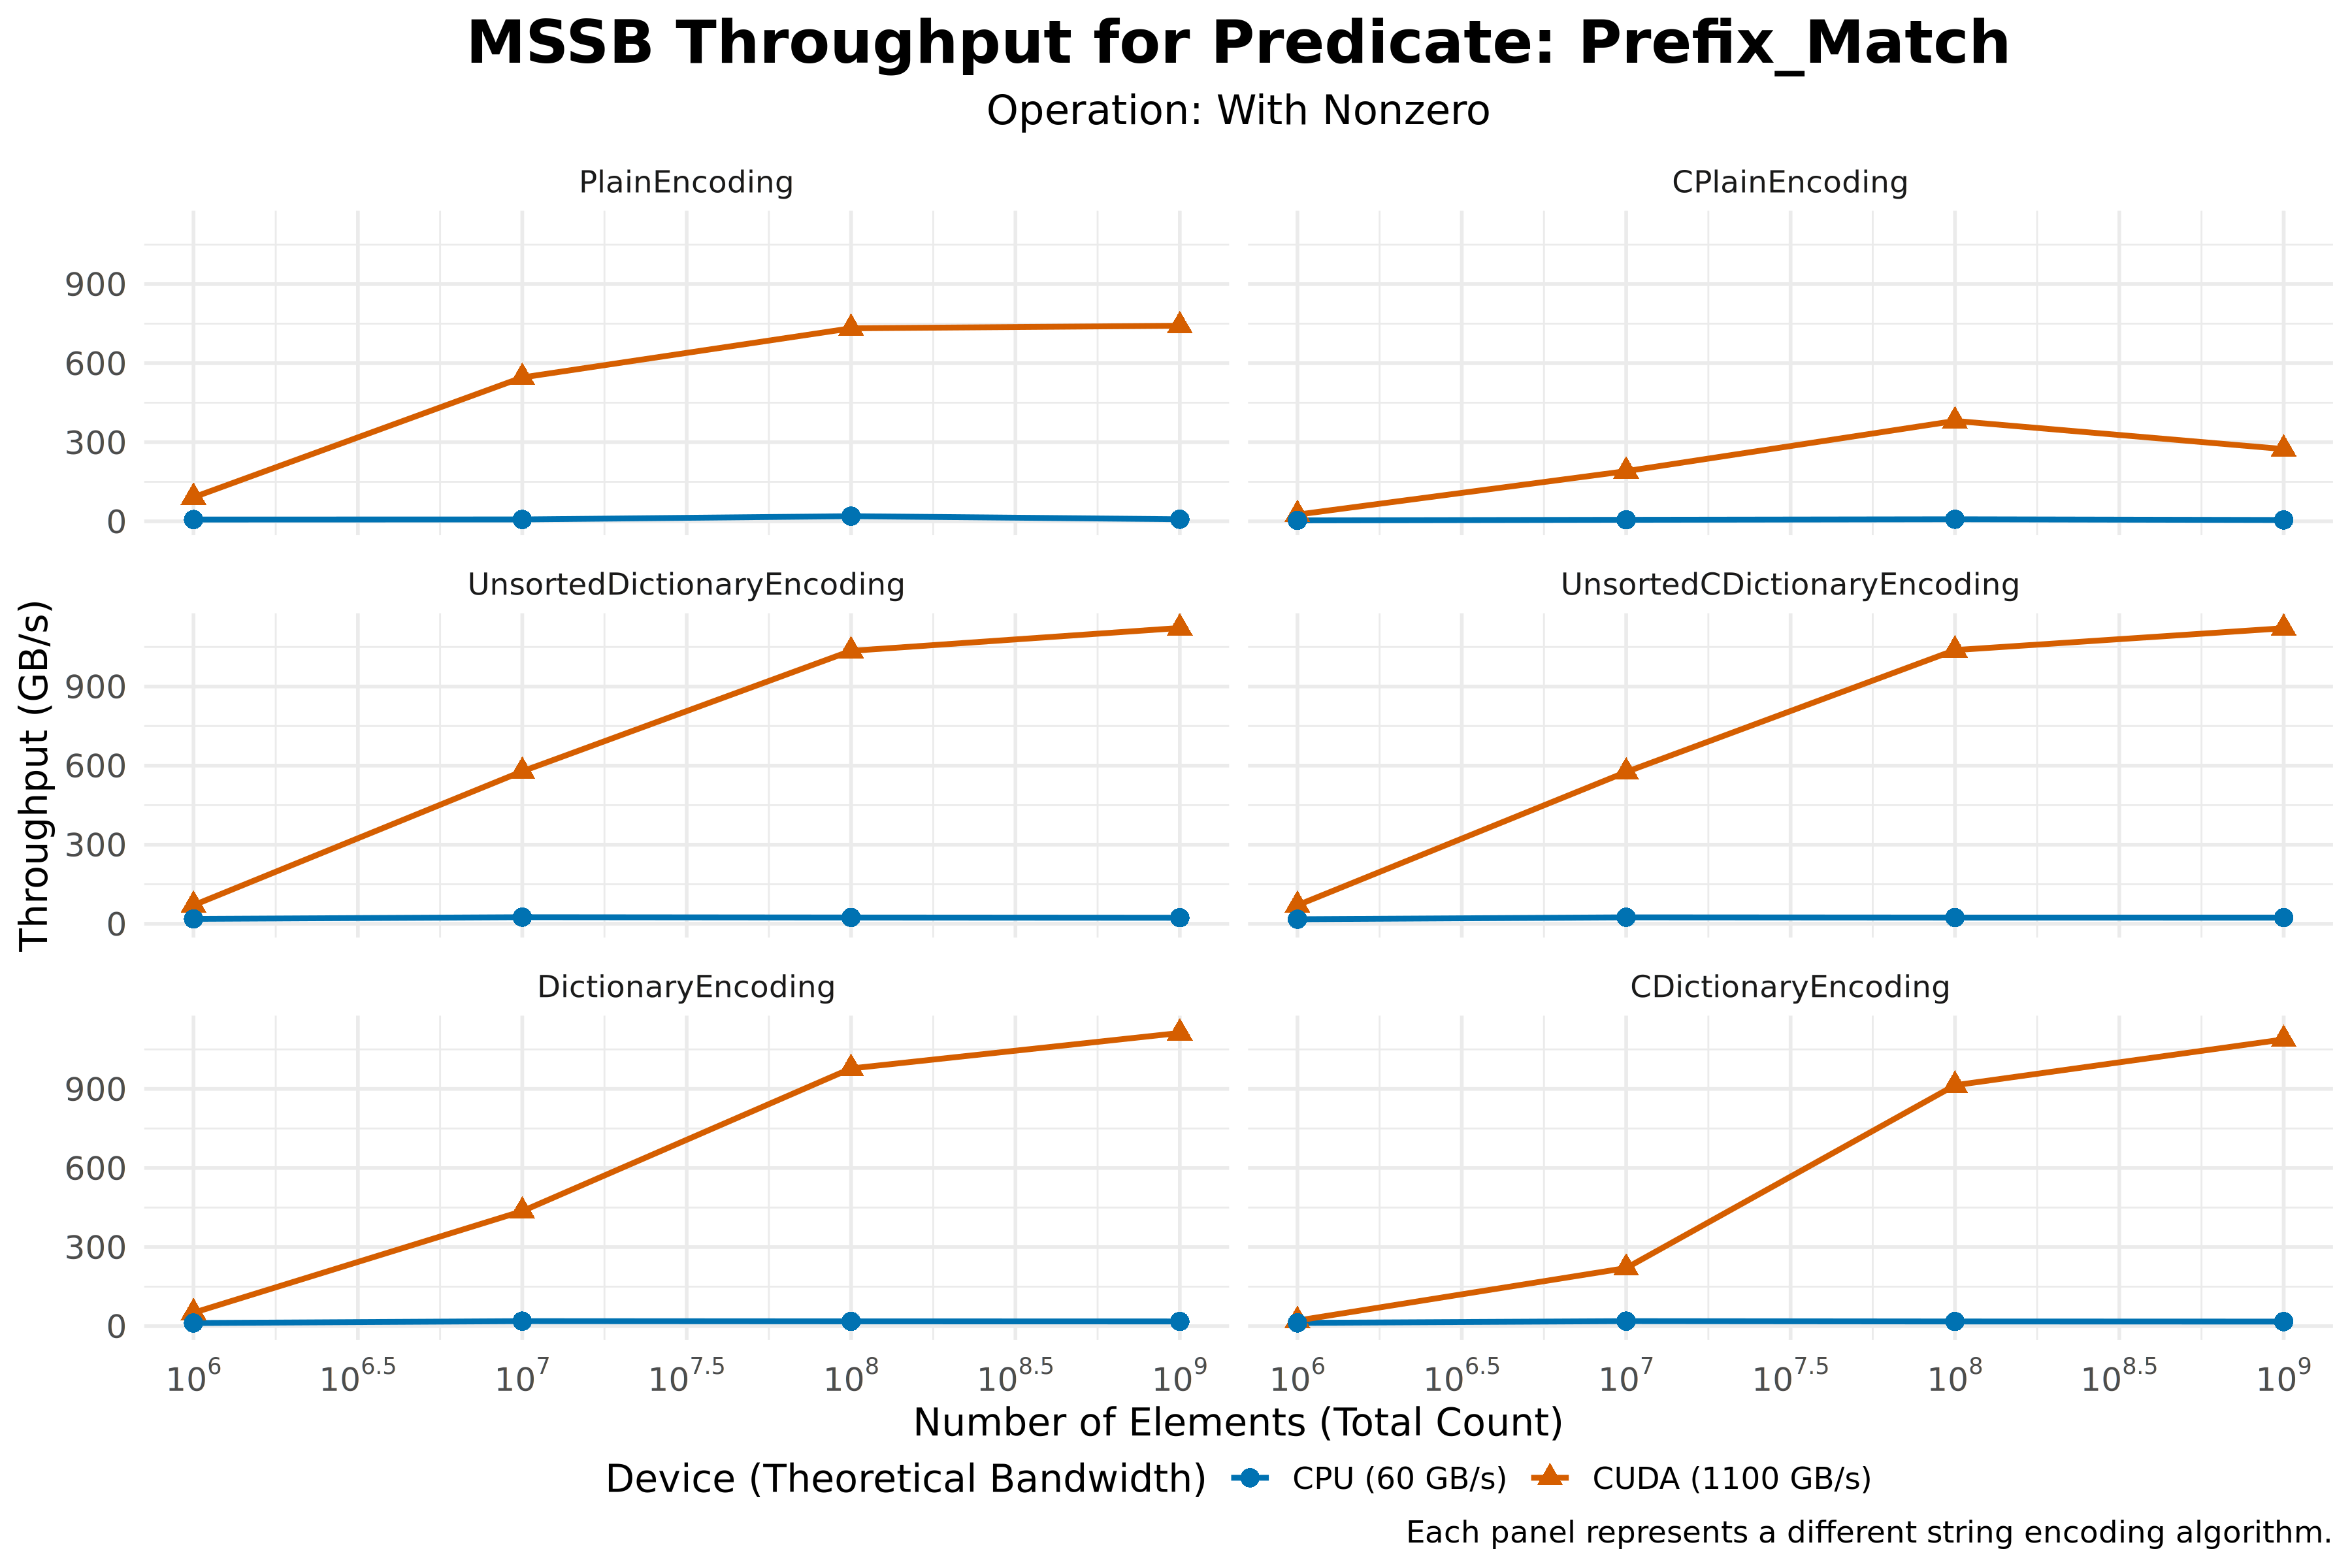 MSSB Throughput for Predicate: Prefix_Match
Operation: With Nonzero
PlainEncoding
CPlainEncoding
900
600
300
0
UnsortedDictionaryEncoding
UnsortedCDictionaryEncoding
900
600
300
0
Throughput (GB/s)
DictionaryEncoding
CDictionaryEncoding
900
600
300
0
10^6 10^6.5 10^7 10^7.5 10^8 10^8.5 10^9 10^6 10^6.5 10^7 10^7.5 10^8 10^8.5 10^9
Number of Elements (Total Count)
Device (Theoretical Bandwidth) CPU (60 GB/s) CUDA (1100 GB/s)
Each panel represents a different string encoding algorithm.